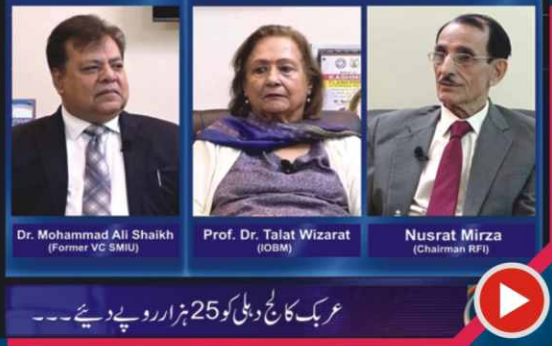 Dr. Mohammad Ali Shaikh
(Former VC SMIU)
Prof. Dr. Talat Wizarat
(IOBM)
Nusrat Mirza
(Chairman RFI)
عربک کالج دہلی کو 25 ہزار روپے دیئے ---